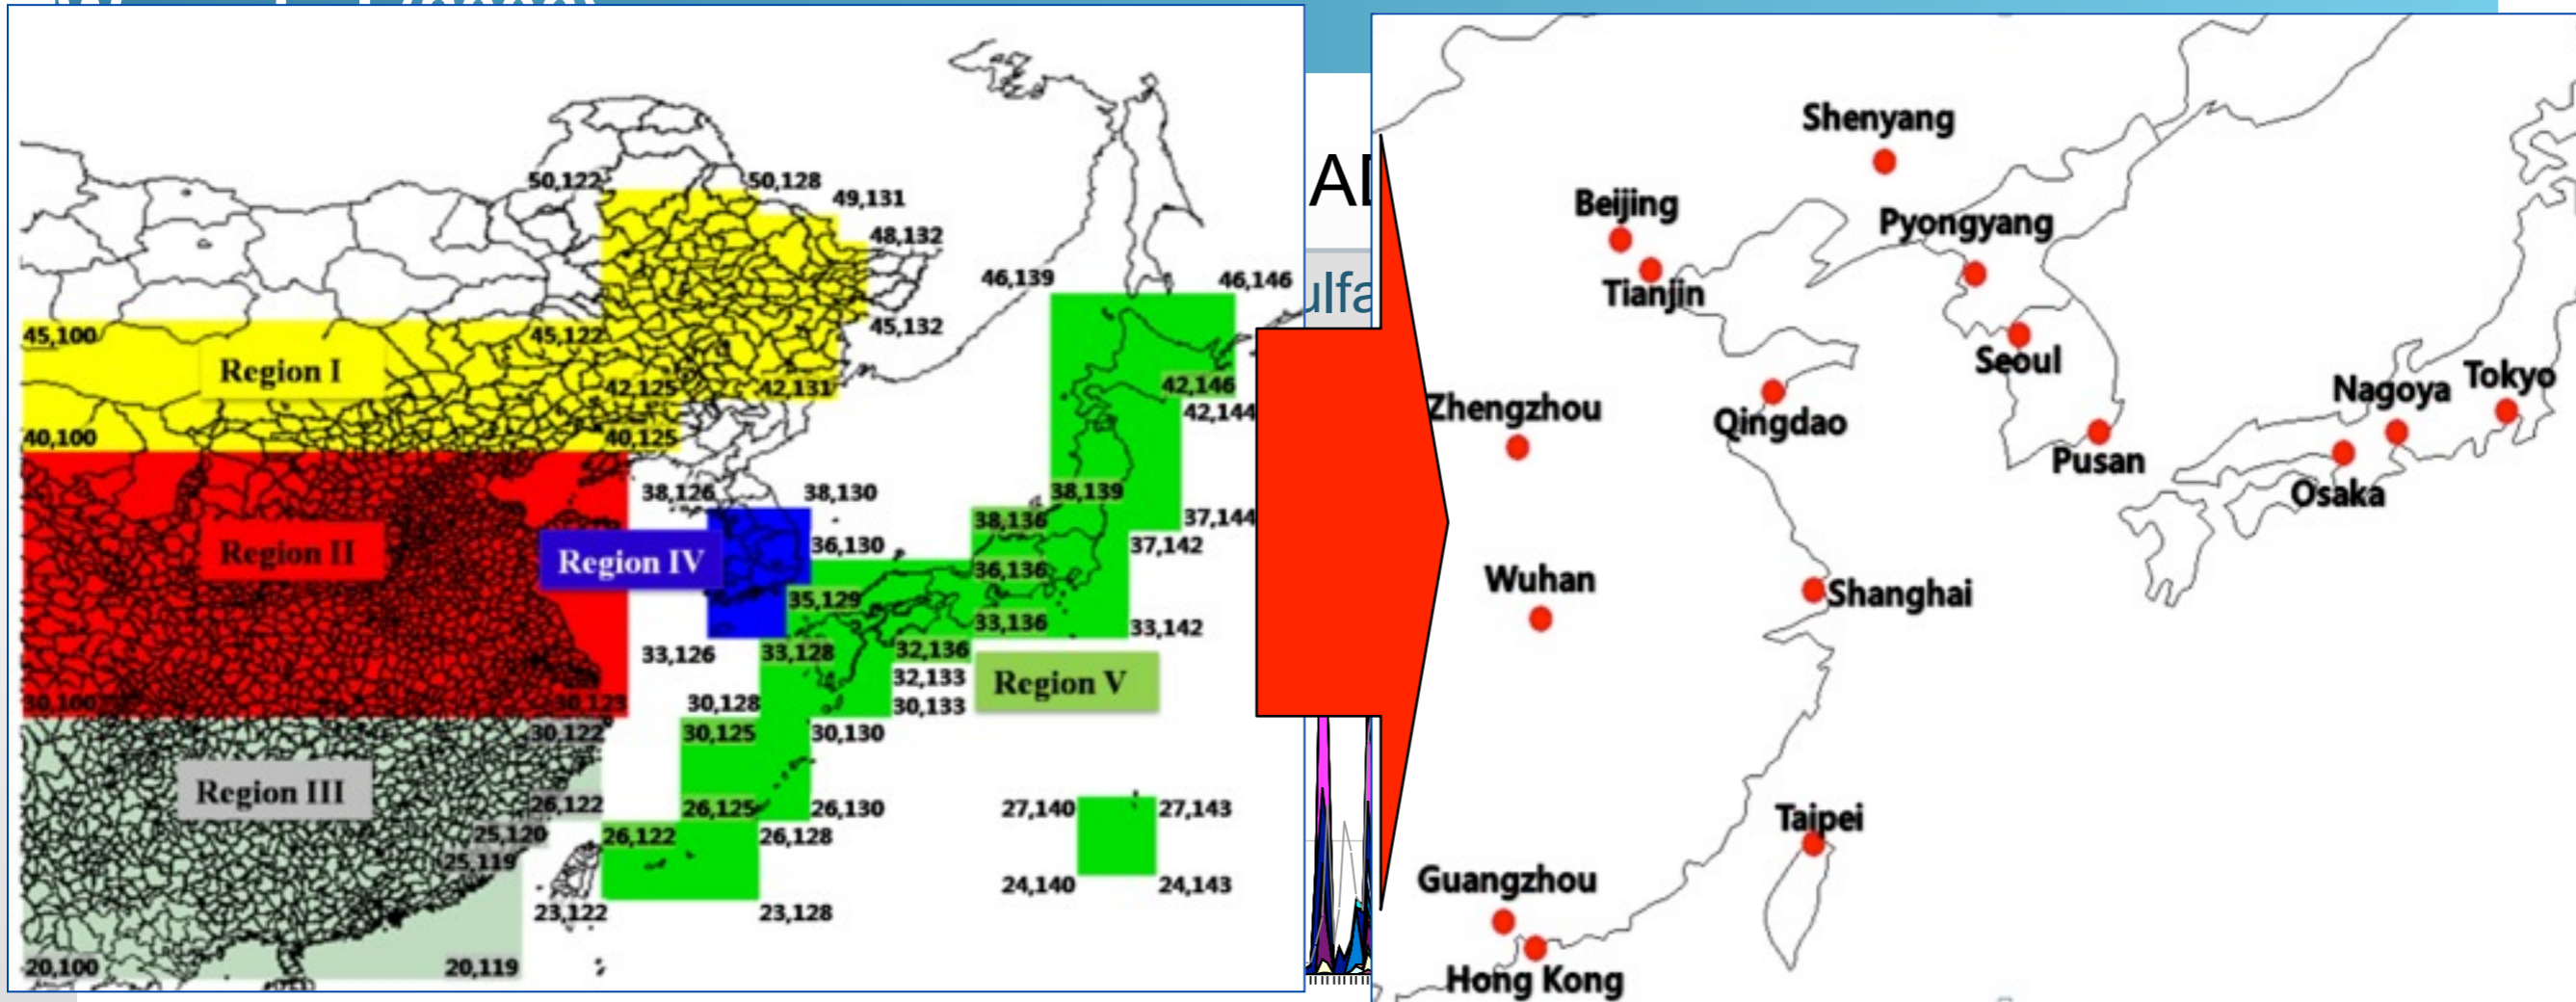 50,122
50,128
49,131
48,132
46,139
46,146
45,100
45,122
45,132
Region I
42,125
42,131
42,146
42,144
40,100
40,125
38,126
38,130
38,139
38,136
37,144
Region II
Region IV
36,130
37,142
36,136
35,129
33,136
33,142
33,126
33,128
32,136
32,133
Region V
30,100
30,123
30,128
30,133
30,122
30,125
30,130
Region III
26,122
26,125
26,130
27,140
27,143
25,120
26,122
26,128
25,119
24,140
24,143
23,122
23,128
20,100
20,119
Shenyang
Beijing
Pyongyang
Tianjin
Seoul
Nagoya
Tokyo
Zhengzhou
Qingdao
Pusan
Osaka
Wuhan
Shanghai
Taipei
Guangzhou
Hong Kong